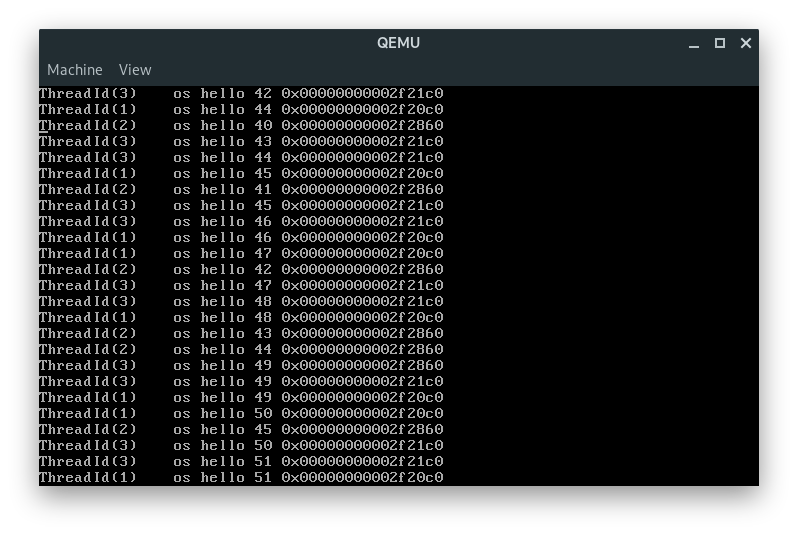 QEMU
Machine View
ThreadId(3)    os hello 42 0x00000000002f21c0
ThreadId(1)    os hello 44 0x00000000002f20c0
ThreadId(2)    os hello 40 0x00000000002f2860
ThreadId(3)    os hello 43 0x00000000002f21c0
ThreadId(3)    os hello 44 0x00000000002f21c0
ThreadId(1)    os hello 45 0x00000000002f20c0
ThreadId(2)    os hello 41 0x00000000002f2860
ThreadId(3)    os hello 45 0x00000000002f21c0
ThreadId(3)    os hello 46 0x00000000002f21c0
ThreadId(1)    os hello 46 0x00000000002f20c0
ThreadId(1)    os hello 47 0x00000000002f20c0
ThreadId(2)    os hello 42 0x00000000002f2860
ThreadId(3)    os hello 47 0x00000000002f21c0
ThreadId(3)    os hello 48 0x00000000002f21c0
ThreadId(1)    os hello 48 0x00000000002f20c0
ThreadId(2)    os hello 43 0x00000000002f2860
ThreadId(2)    os hello 44 0x00000000002f2860
ThreadId(3)    os hello 49 0x00000000002f2860
ThreadId(3)    os hello 49 0x00000000002f21c0
ThreadId(1)    os hello 49 0x00000000002f20c0
ThreadId(1)    os hello 50 0x00000000002f20c0
ThreadId(2)    os hello 45 0x00000000002f2860
ThreadId(3)    os hello 50 0x00000000002f21c0
ThreadId(3)    os hello 51 0x00000000002f21c0
ThreadId(1)    os hello 51 0x00000000002f20c0